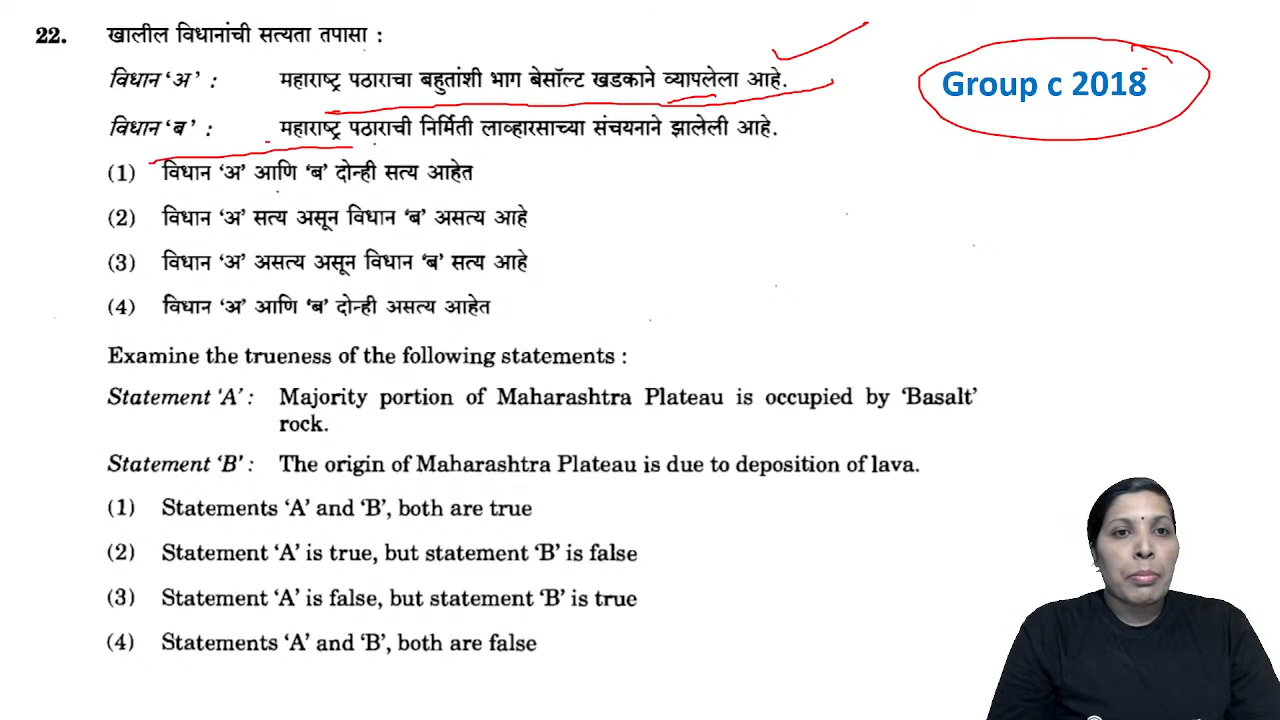 22. खालील विधानांची सत्यता तपासा :
विधान ‘अ’ : महाराष्ट्र पठाराचा बहुतांशी भाग बेसॉल्ट खडकाने व्यापलेला आहे.
Group c 2018
विधान ‘ब’ : महाराष्ट्र पठाराची निर्मिती लाव्हारसाच्या संचयनाने झालेली आहे.
(1) विधान ‘अ’ आणि ‘ब’ दोन्ही सत्य आहेत
(2) विधान ‘अ’ सत्य असून विधान ‘ब’ असत्य आहे
(3) विधान ‘अ’ असत्य असून विधान ‘ब’ सत्य आहे
(4) विधान ‘अ’ आणि ‘ब’ दोन्ही असत्य आहेत
Examine the trueness of the following statements :
Statement ‘A’ : Majority portion of Maharashtra Plateau is occupied by ‘Basalt’
rock.
Statement ‘B’ : The origin of Maharashtra Plateau is due to deposition of lava.
(1) Statements ‘A’ and ‘B’, both are true
(2) Statement ‘A’ is true, but statement ‘B’ is false
(3) Statement ‘A’ is false, but statement ‘B’ is true
(4) Statements ‘A’ and ‘B’, both are false